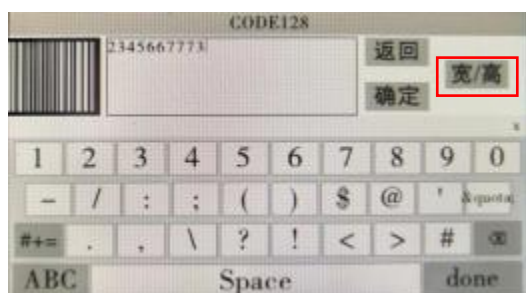 CODE128
2345667773
返回
宽/高
确定
x
1 2 3 4 5 6 7 8 9 0
- / : ; ( ) $ @ ' &quota;
#+= . , \ ? ! < > #
ABC Space done